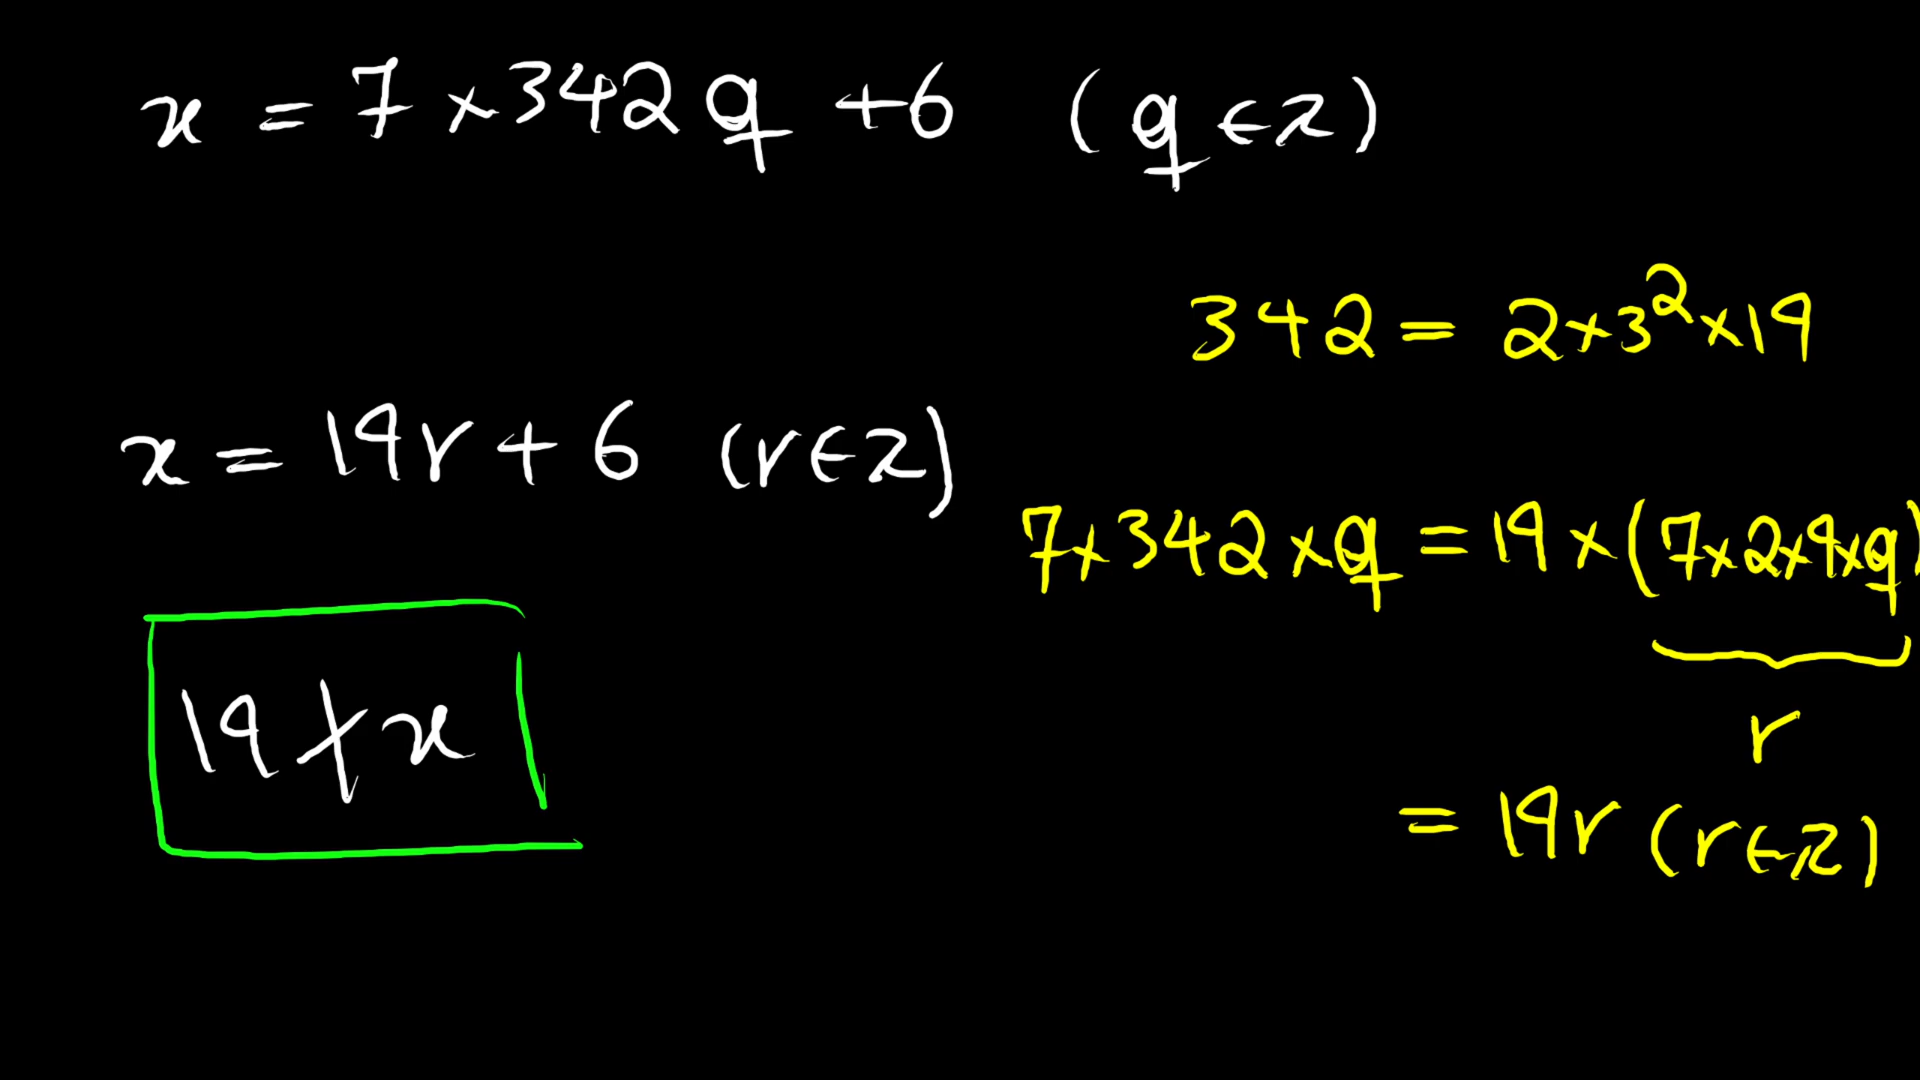 x = 7 × 342 q + 6 (q ∈ z)
342 = 2 × 3² × 19
x = 19r + 6 (r ∈ z)
7 × 342 × q = 19 × (7 × 2 × 9 × q)
r
19 ∤ x
= 19r (r ∈ z)